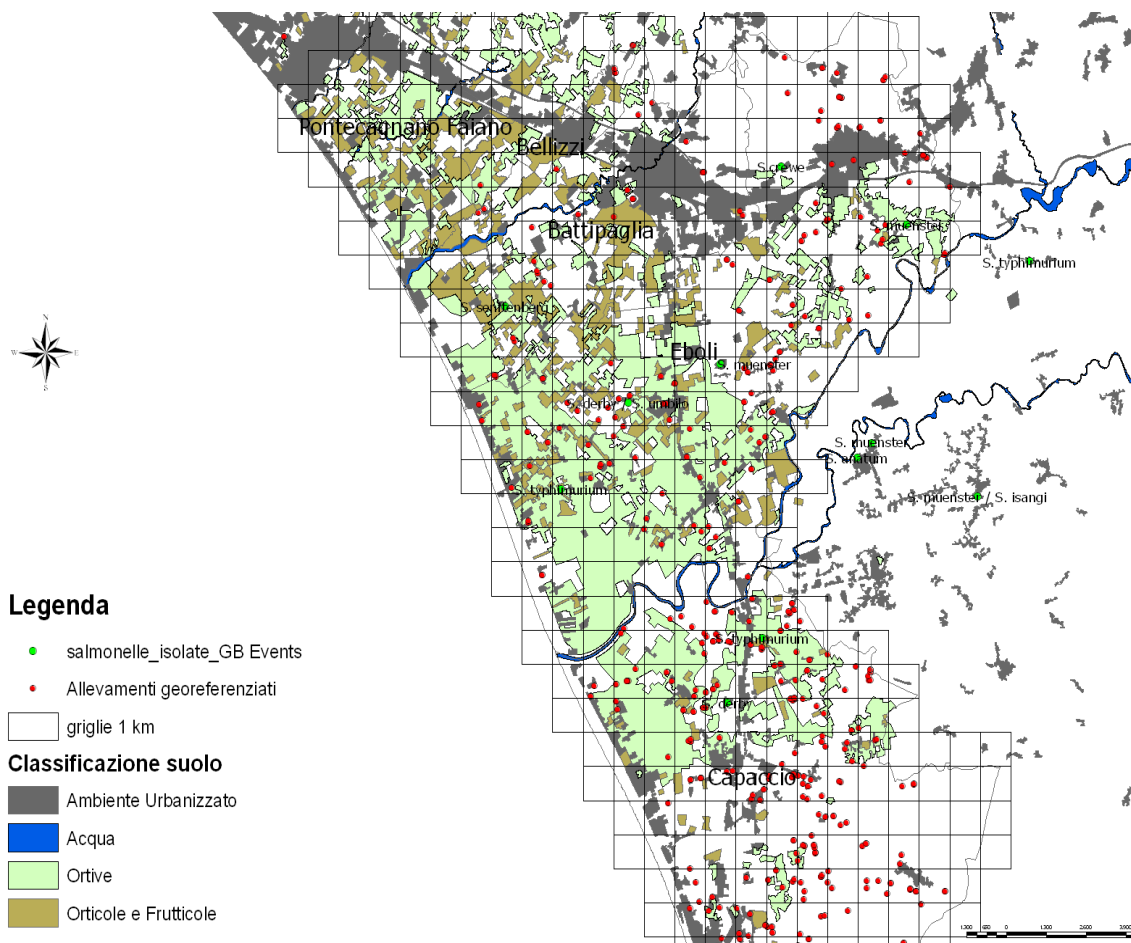 Pontecagnano Faiano
Bellizzi
S.crewe
Battipaglia
S. muenster
S. typhimurium
S. senftenberg
Eboli
S. muenster
S. derby / S. umbilo
S. muenster
S. anatum
S. typhimurium
S. muenster / S. isangi
S. typhimurium
S. derby
Capaccio
N
W
E
S
Legenda
salmonelle_isolate_GB Events
Allevamenti georeferenziati
griglie 1 km
Classificazione suolo
Ambiente Urbanizzato
Acqua
Ortive
Orticole e Frutticole